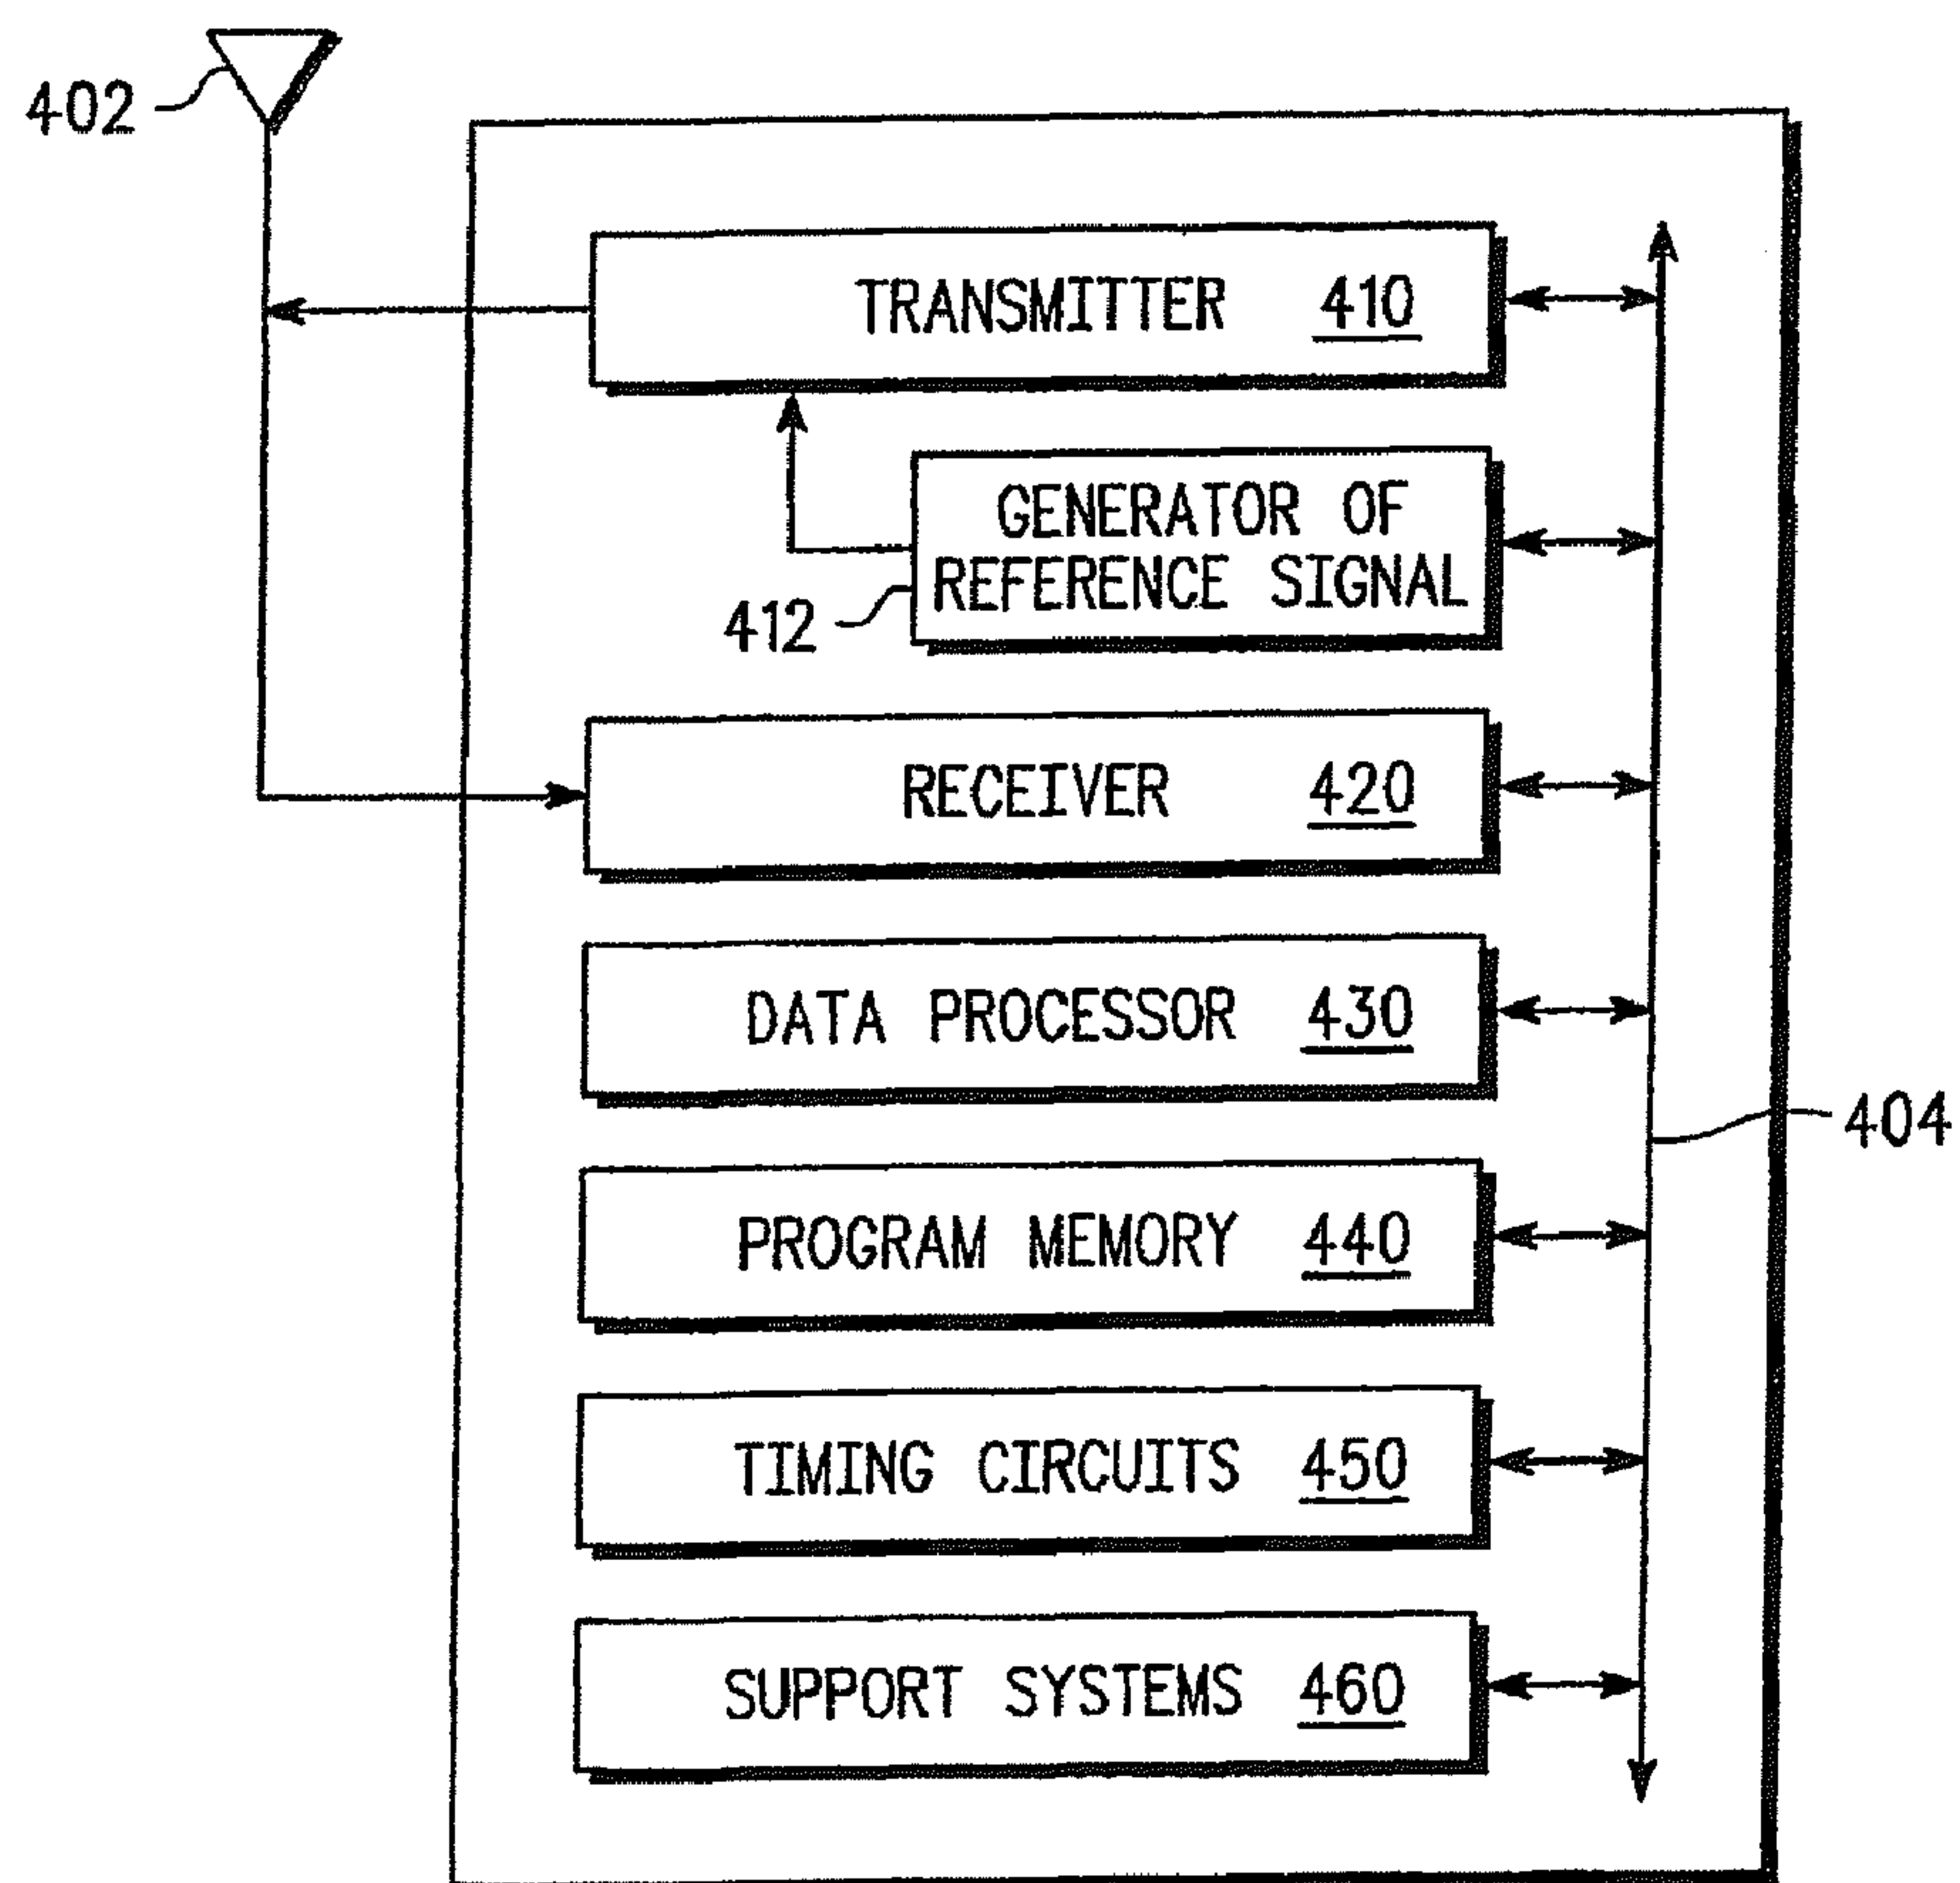 402
TRANSMITTER 410
GENERATOR OF
REFERENCE SIGNAL
412
RECEIVER 420
DATA PROCESSOR 430
404
PROGRAM MEMORY 440
TIMING CIRCUITS 450
SUPPORT SYSTEMS 460